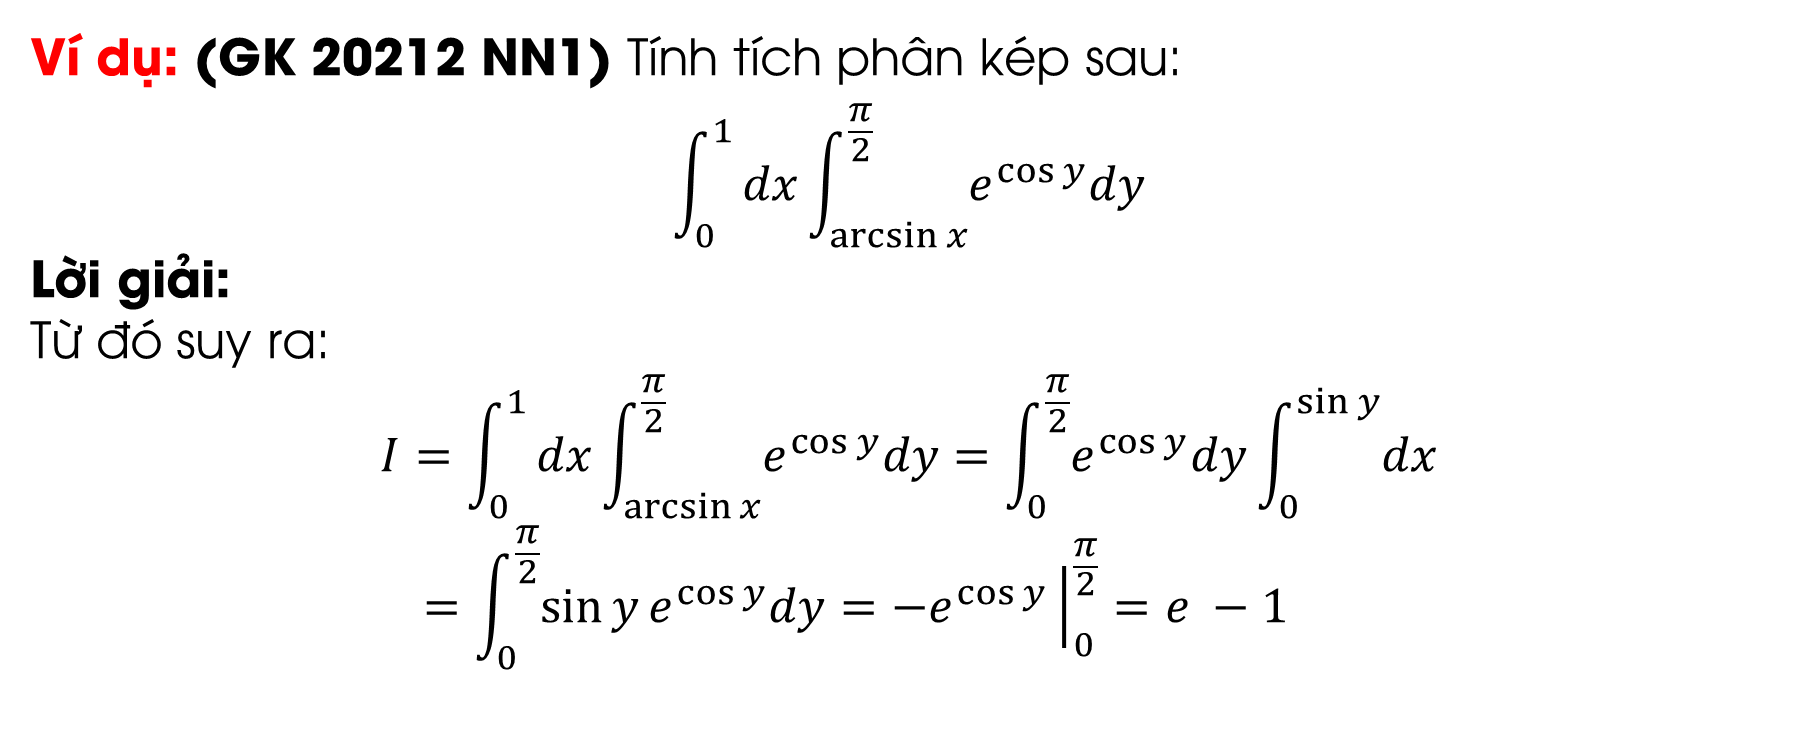 Ví dụ: (GK 20212 NN1) Tính tích phân kép sau:
∫₀¹ dx ∫_{arcsin x}^{π/2} e^{cos y} dy
Lời giải:
Từ đó suy ra:
I = ∫₀¹ dx ∫_{arcsin x}^{π/2} e^{cos y} dy = ∫₀^{π/2} e^{cos y} dy ∫₀^{sin y} dx
= ∫₀^{π/2} sin y e^{cos y} dy = −e^{cos y} |₀^{π/2} = e − 1